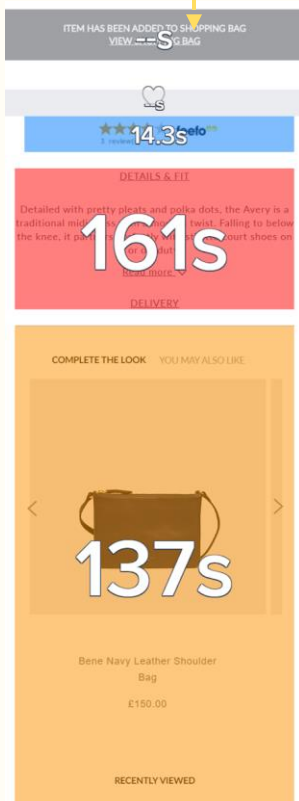 ITEM HAS BEEN ADDED TO SHOPPING BAG
VIEW SHOPPING BAG
--S
--S
14.3s
feefo
DETAILS & FIT
Detailed with pretty pleats and polka dots, the Avery is a
traditional midi twist. Falling to below
the knee, it court shoes on
161s
Read more
DELIVERY
COMPLETE THE LOOK YOU MAY ALSO LIKE
137s
Bene Navy Leather Shoulder
Bag
£150.00
RECENTLY VIEWED